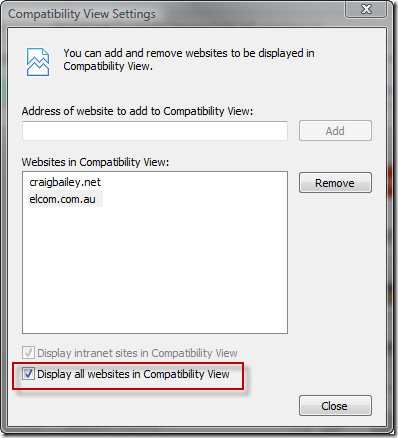 Compatibility View Settings
You can add and remove websites to be displayed in
Compatibility View.
Address of website to add to Compatibility View:
Add
Websites in Compatibility View:
craigbailey.net
elcom.com.au
Remove
Display intranet sites in Compatibility View
Display all websites in Compatibility View
Close